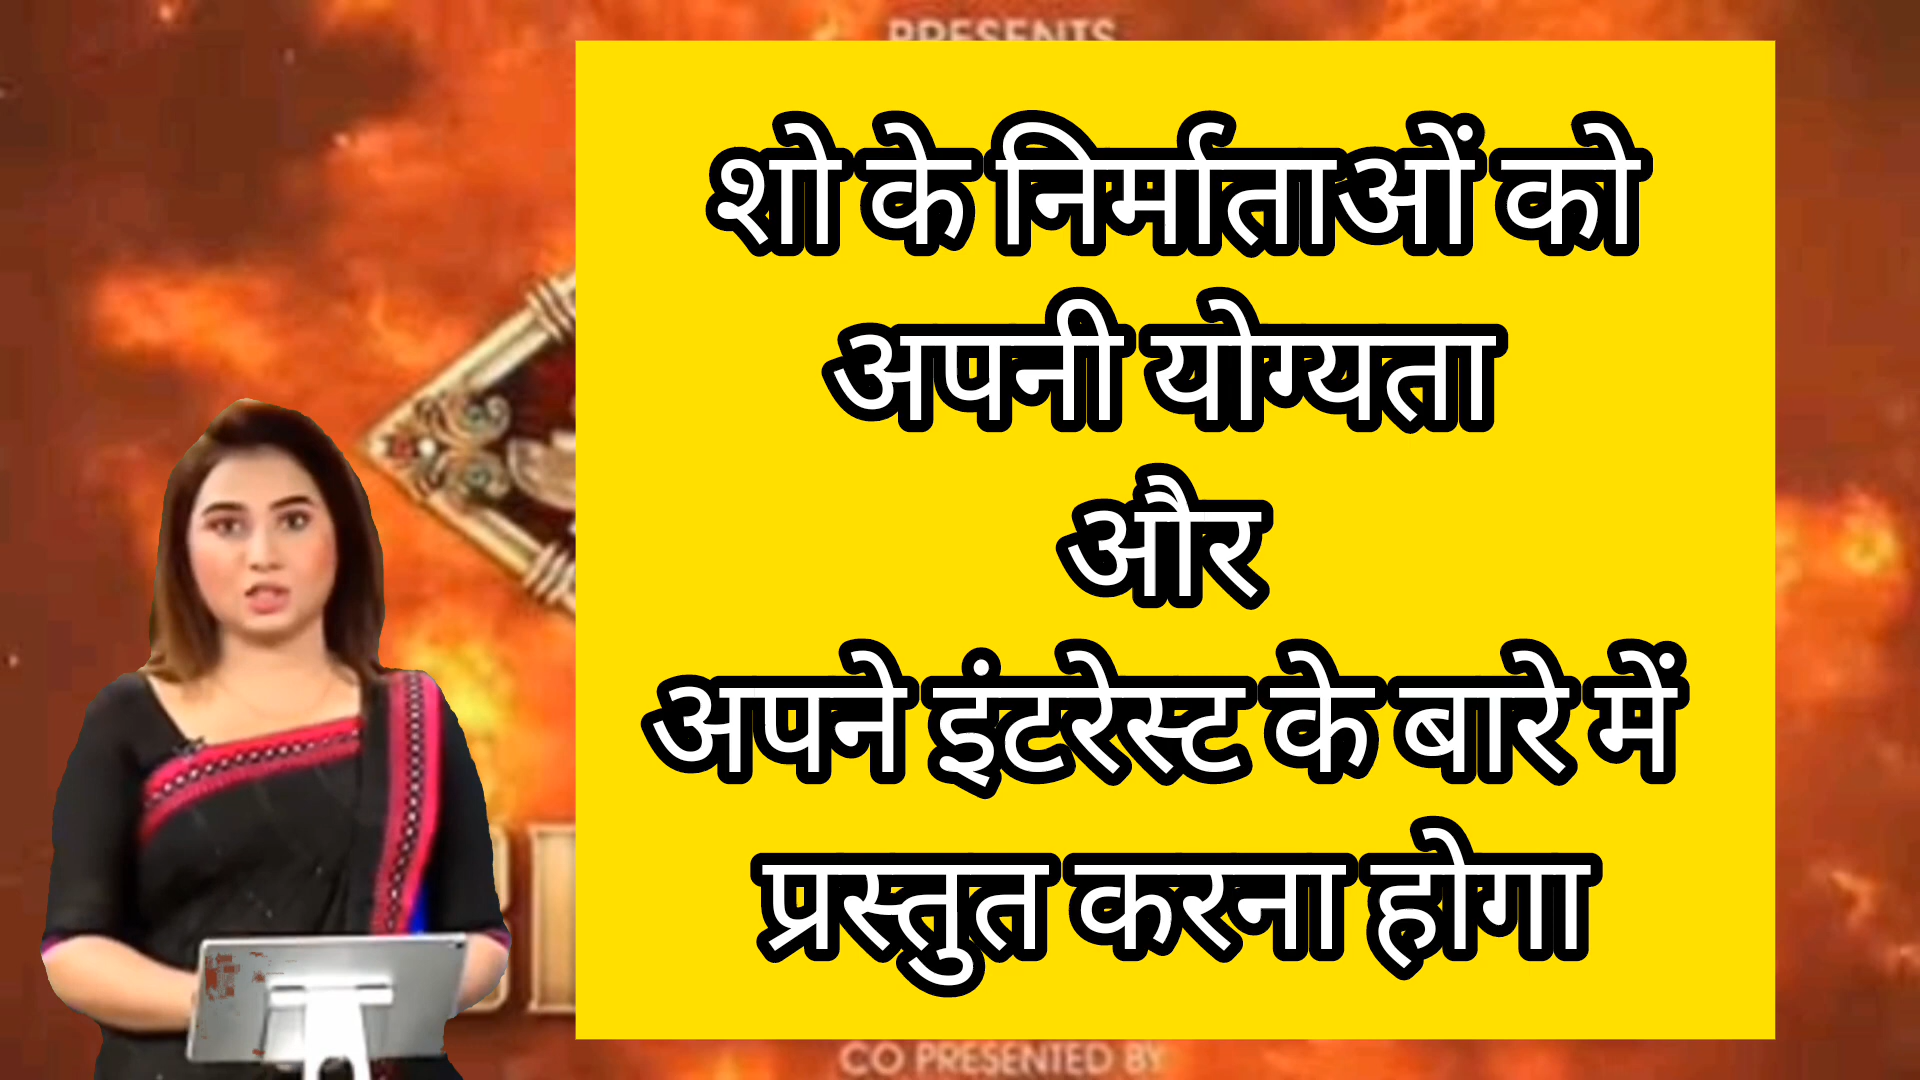 PRESENTS
शो के निर्माताओं को
अपनी योग्यता
और
अपने इंटरेस्ट के बारे में
प्रस्तुत करना होगा
CO PRESENTED BY